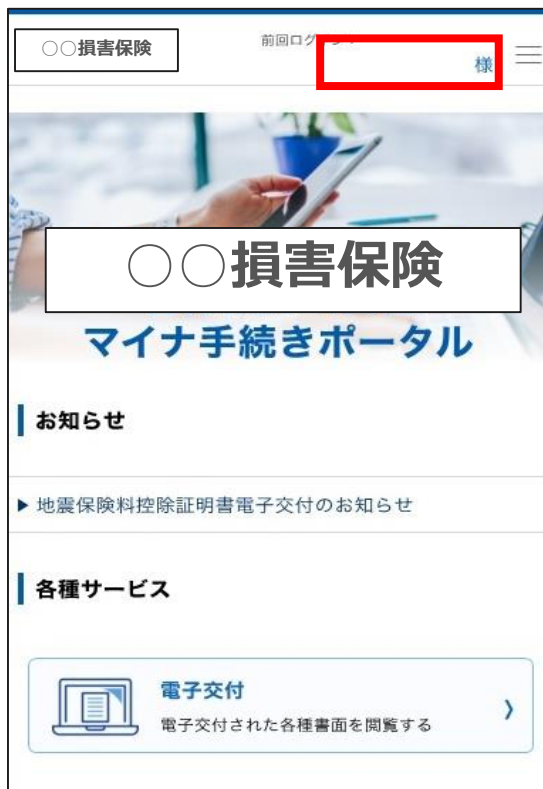 ○○損害保険
前回ログ
様
○○損害保険
マイナ手続きポータル
お知らせ
▶ 地震保険料控除証明書電子交付のお知らせ
各種サービス
電子交付
電子交付された各種書面を閲覧する